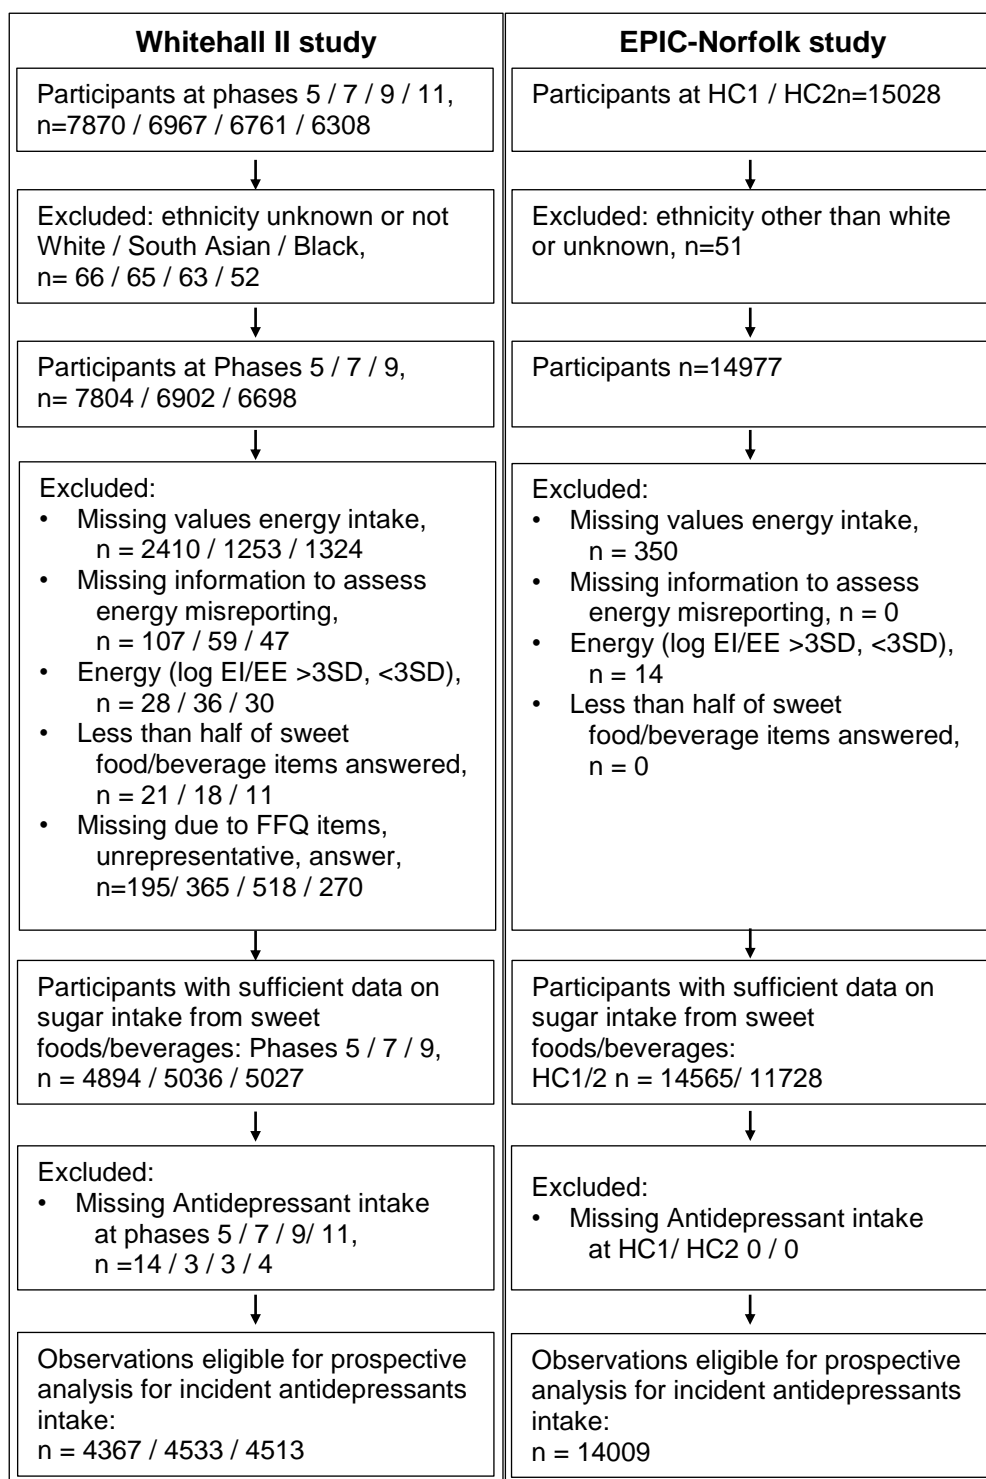 Whitehall II study
Participants at phases 5 / 7 / 9 / 11,
n=7870 / 6967 / 6761 / 6308
Excluded: ethnicity unknown or not
White / South Asian / Black,
n= 66 / 65 / 63 / 52
Participants at Phases 5 / 7 / 9,
n= 7804 / 6902 / 6698
Excluded:
• Missing values energy intake,
n = 2410 / 1253 / 1324
• Missing information to assess
energy misreporting,
n = 107 / 59 / 47
• Energy (log EI/EE >3SD, <3SD),
n = 28 / 36 / 30
• Less than half of sweet
food/beverage items answered,
n = 21 / 18 / 11
• Missing due to FFQ items,
unrepresentative, answer,
n=195/ 365 / 518 / 270
Participants with sufficient data on
sugar intake from sweet
foods/beverages: Phases 5 / 7 / 9,
n = 4894 / 5036 / 5027
Excluded:
• Missing Antidepressant intake
at phases 5 / 7 / 9/ 11,
n =14 / 3 / 3 / 4
Observations eligible for prospective
analysis for incident antidepressants
intake:
n = 4367 / 4533 / 4513
EPIC-Norfolk study
Participants at HC1 / HC2n=15028
Excluded: ethnicity other than white
or unknown, n=51
Participants n=14977
Excluded:
• Missing values energy intake,
n = 350
• Missing information to assess
energy misreporting, n = 0
• Energy (log EI/EE >3SD, <3SD),
n = 14
• Less than half of sweet
food/beverage items answered,
n = 0
Participants with sufficient data on
sugar intake from sweet
foods/beverages:
HC1/2 n = 14565/ 11728
Excluded:
• Missing Antidepressant intake
at HC1/ HC2 0 / 0
Observations eligible for prospective
analysis for incident antidepressants
intake:
n = 14009